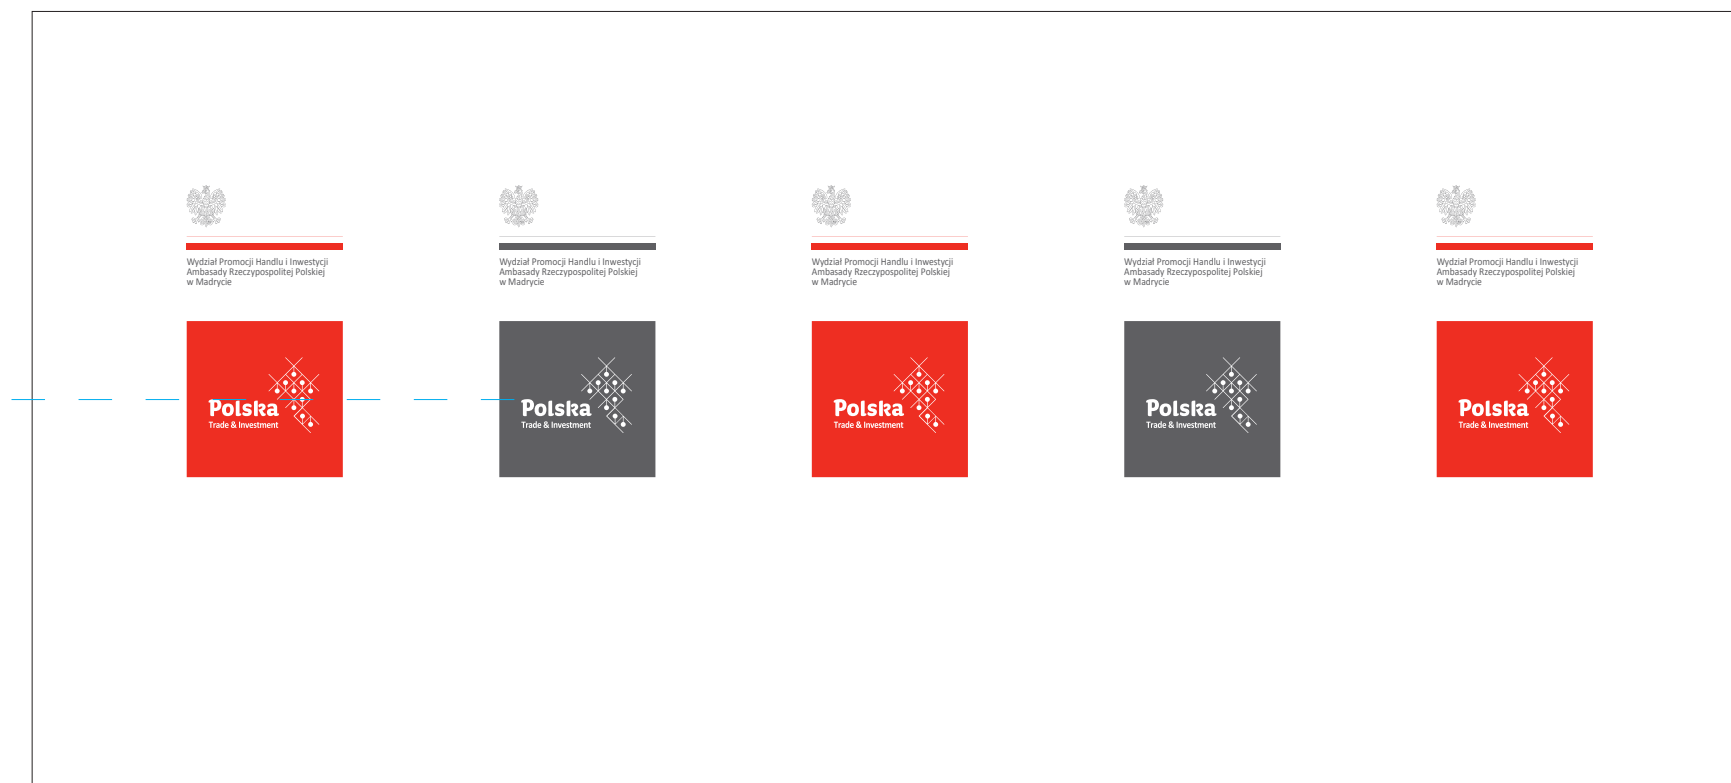 Wydział Promocji Handlu i Inwestycji
Ambasady Rzeczypospolitej Polskiej
w Madrycie
Polska
Trade & Investment
Wydział Promocji Handlu i Inwestycji
Ambasady Rzeczypospolitej Polskiej
w Madrycie
Polska
Trade & Investment
Wydział Promocji Handlu i Inwestycji
Ambasady Rzeczypospolitej Polskiej
w Madrycie
Polska
Trade & Investment
Wydział Promocji Handlu i Inwestycji
Ambasady Rzeczypospolitej Polskiej
w Madrycie
Polska
Trade & Investment
Wydział Promocji Handlu i Inwestycji
Ambasady Rzeczypospolitej Polskiej
w Madrycie
Polska
Trade & Investment